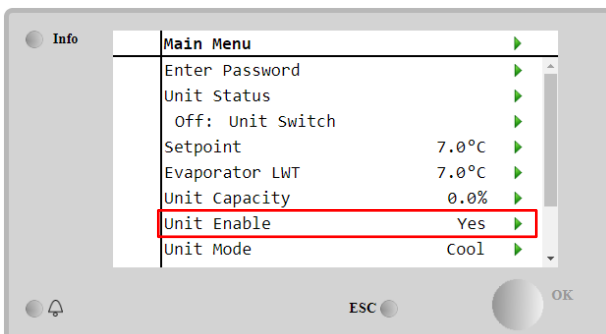 Info
Main Menu
Enter Password
Unit Status
Off: Unit Switch
Setpoint 7.0°C
Evaporator LWT 7.0°C
Unit Capacity 0.0%
Unit Enable Yes
Unit Mode Cool
ESC
OK